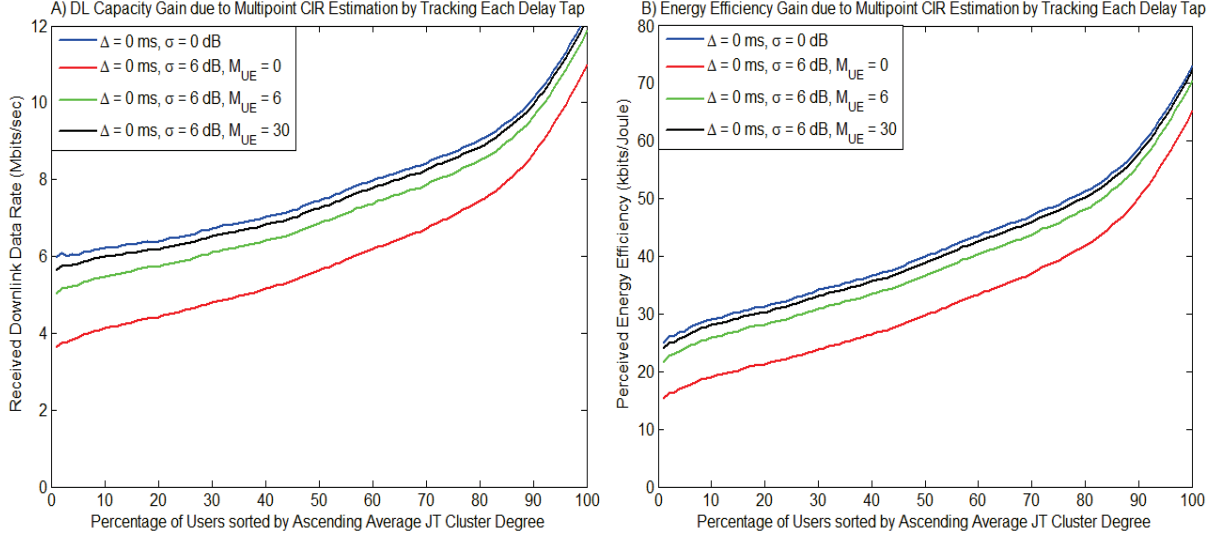 A) DL Capacity Gain due to Multipoint CIR Estimation by Tracking Each Delay Tap
12
10
8
6
4
2
0
Received Downlink Data Rate (Mbits/sec)
Δ = 0 ms, σ = 0 dB
Δ = 0 ms, σ = 6 dB, M_UE = 0
Δ = 0 ms, σ = 6 dB, M_UE = 6
Δ = 0 ms, σ = 6 dB, M_UE = 30
0 10 20 30 40 50 60 70 80 90 100
Percentage of Users sorted by Ascending Average JT Cluster Degree
B) Energy Efficiency Gain due to Multipoint CIR Estimation by Tracking Each Delay Tap
80
70
60
50
40
30
20
10
0
Perceived Energy Efficiency (kbits/Joule)
Δ = 0 ms, σ = 0 dB
Δ = 0 ms, σ = 6 dB, M_UE = 0
Δ = 0 ms, σ = 6 dB, M_UE = 6
Δ = 0 ms, σ = 6 dB, M_UE = 30
0 10 20 30 40 50 60 70 80 90 100
Percentage of Users sorted by Ascending Average JT Cluster Degree